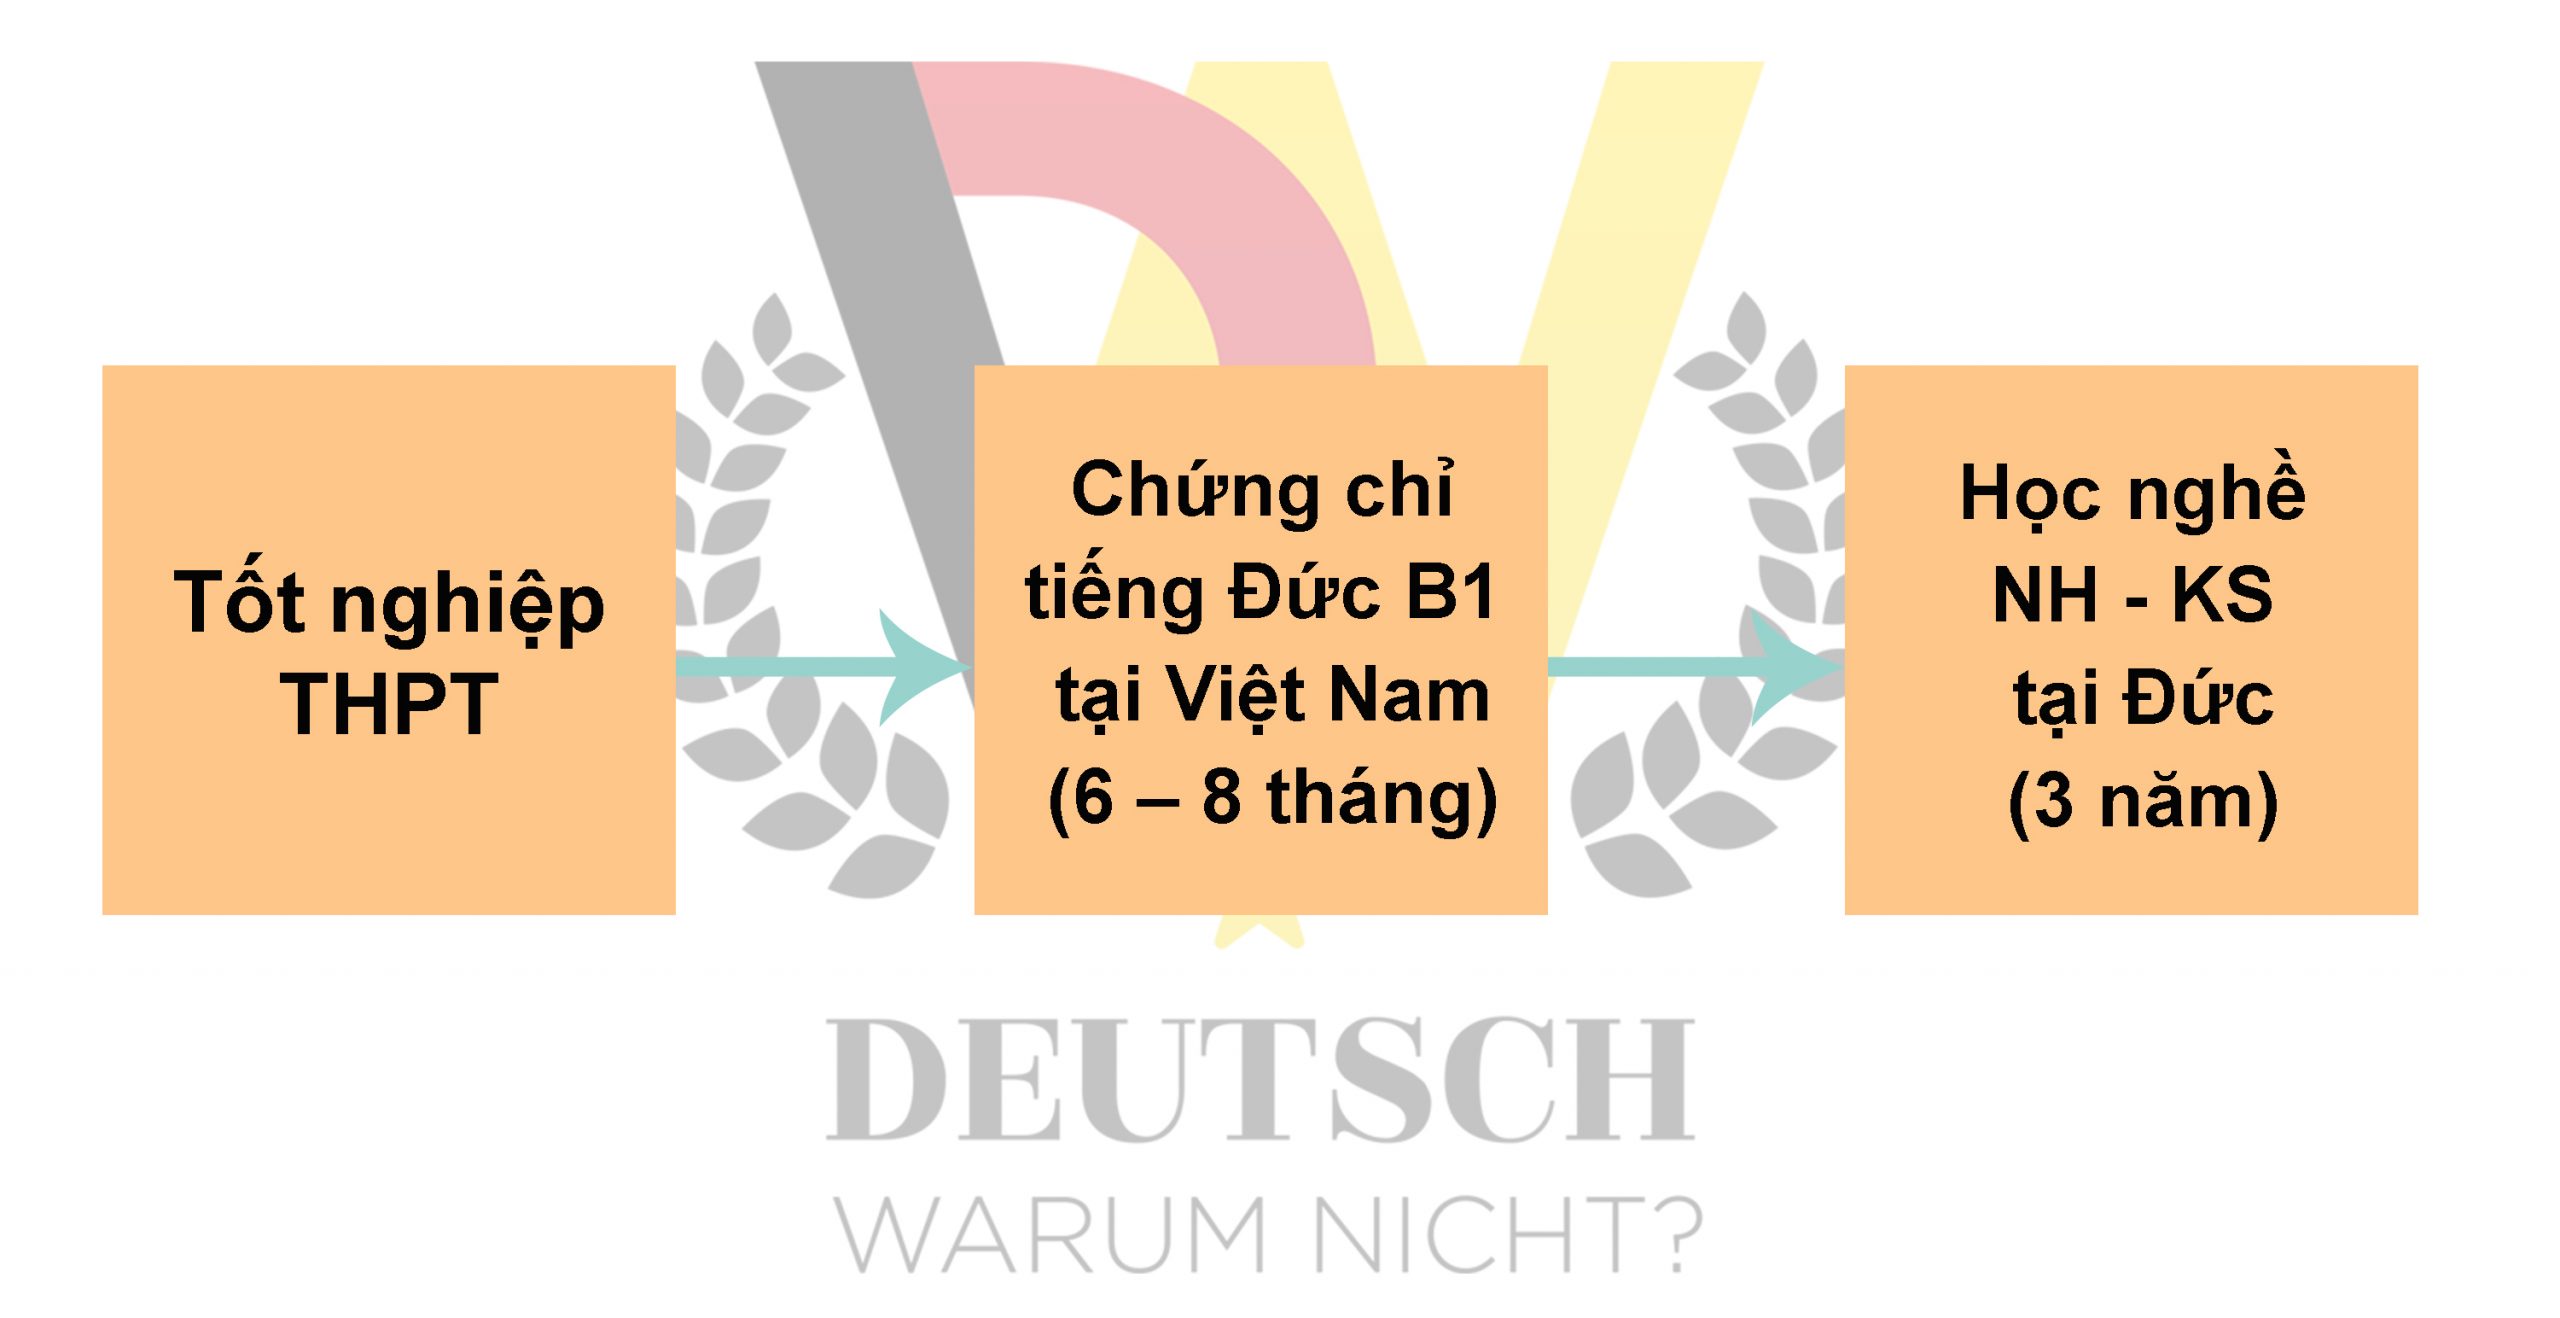 Tốt nghiệp
THPT
Chứng chỉ
tiếng Đức B1
tại Việt Nam
(6 – 8 tháng)
Học nghề
NH - KS
tại Đức
(3 năm)
DEUTSCH
WARUM NICHT?